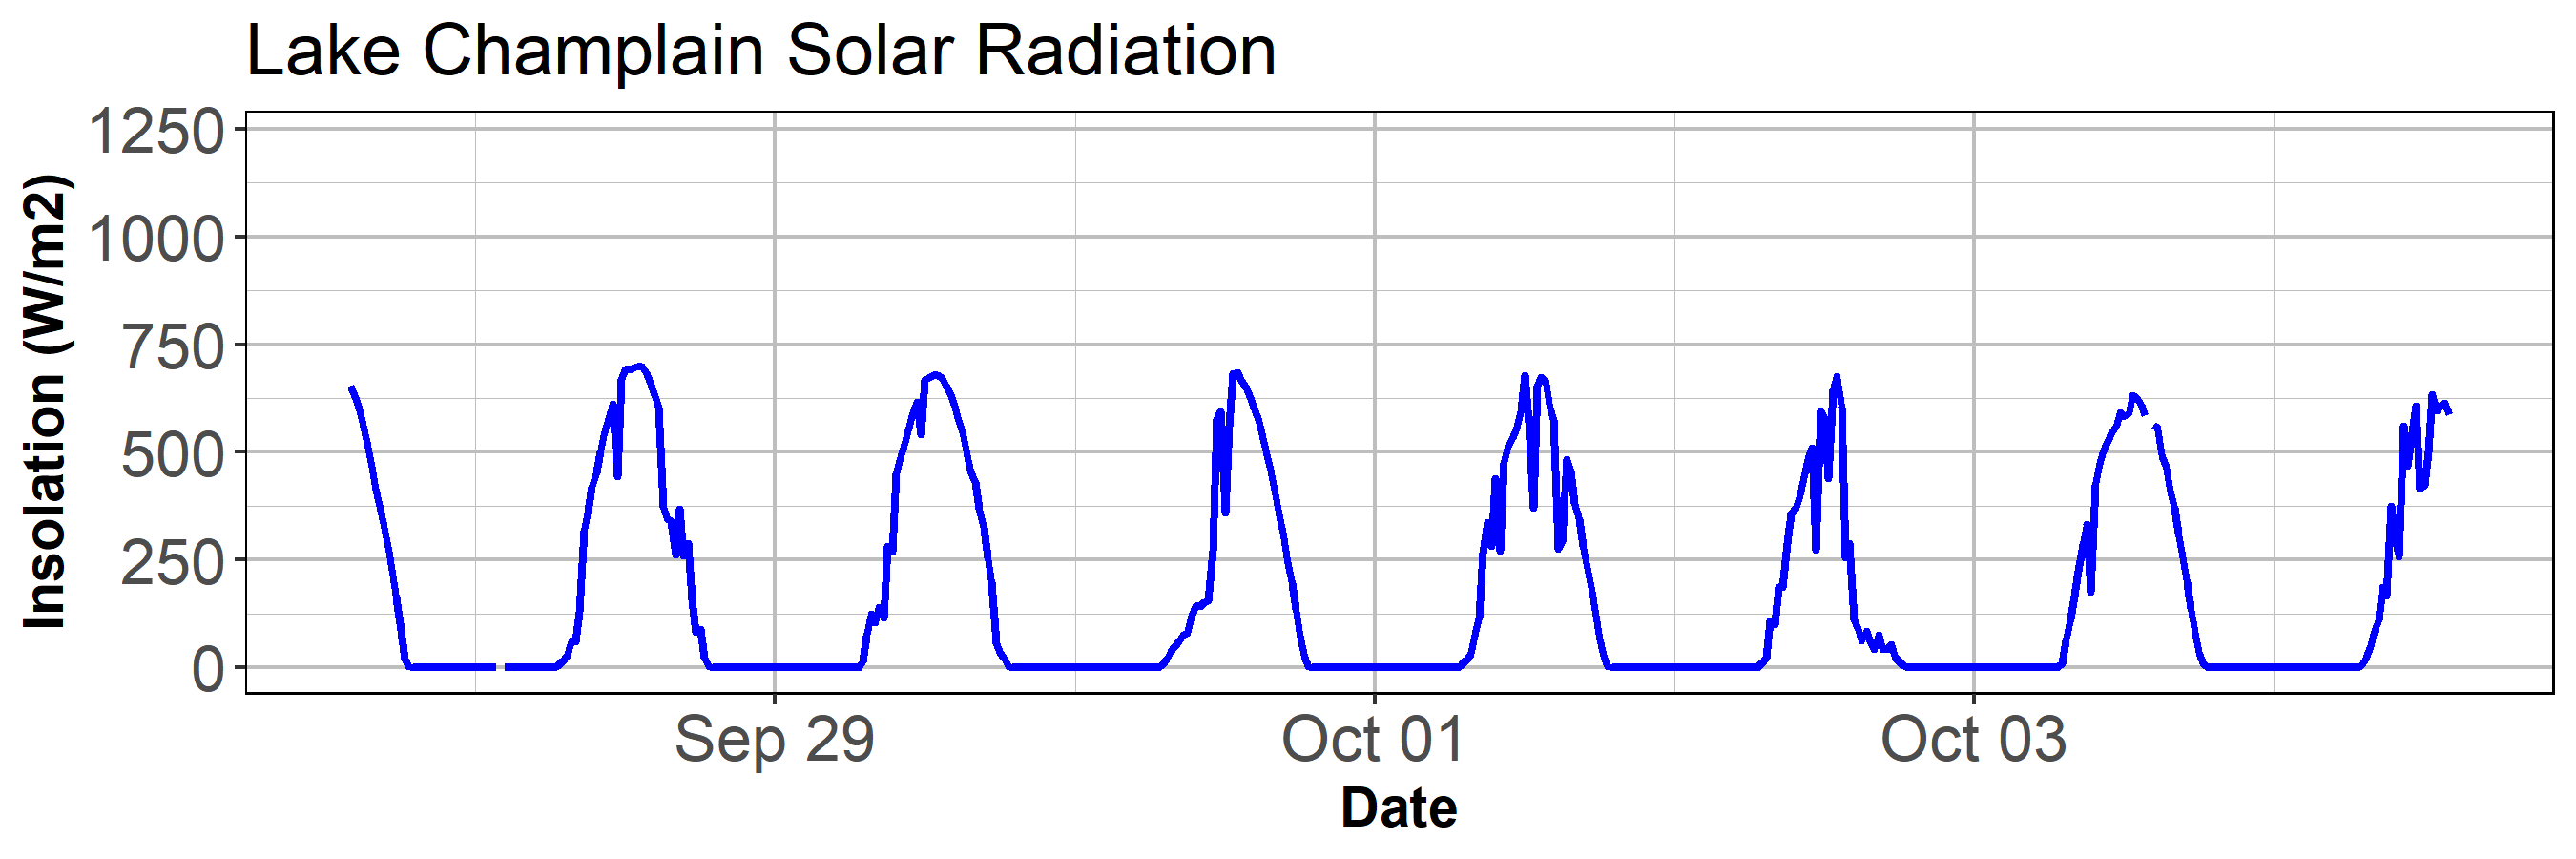 Lake Champlain Solar Radiation
1250
1000
750
500
250
0
Insolation (W/m2)
Sep 29
Oct 01
Oct 03
Date